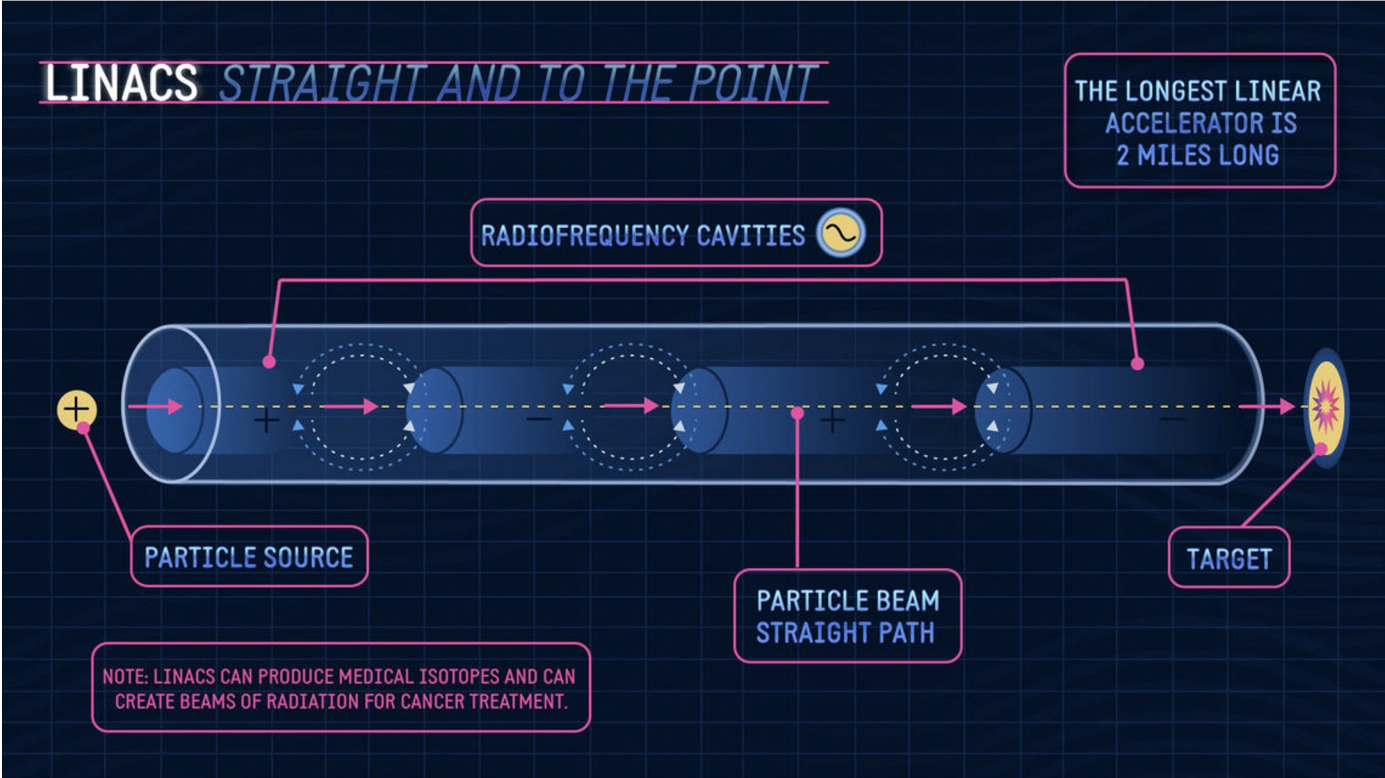 LINACS STRAIGHT AND TO THE POINT
THE LONGEST LINEAR
ACCELERATOR IS
2 MILES LONG
RADIOFREQUENCY CAVITIES
+
+
−
+
−
PARTICLE SOURCE
PARTICLE BEAM
STRAIGHT PATH
TARGET
NOTE: LINACS CAN PRODUCE MEDICAL ISOTOPES AND CAN
CREATE BEAMS OF RADIATION FOR CANCER TREATMENT.